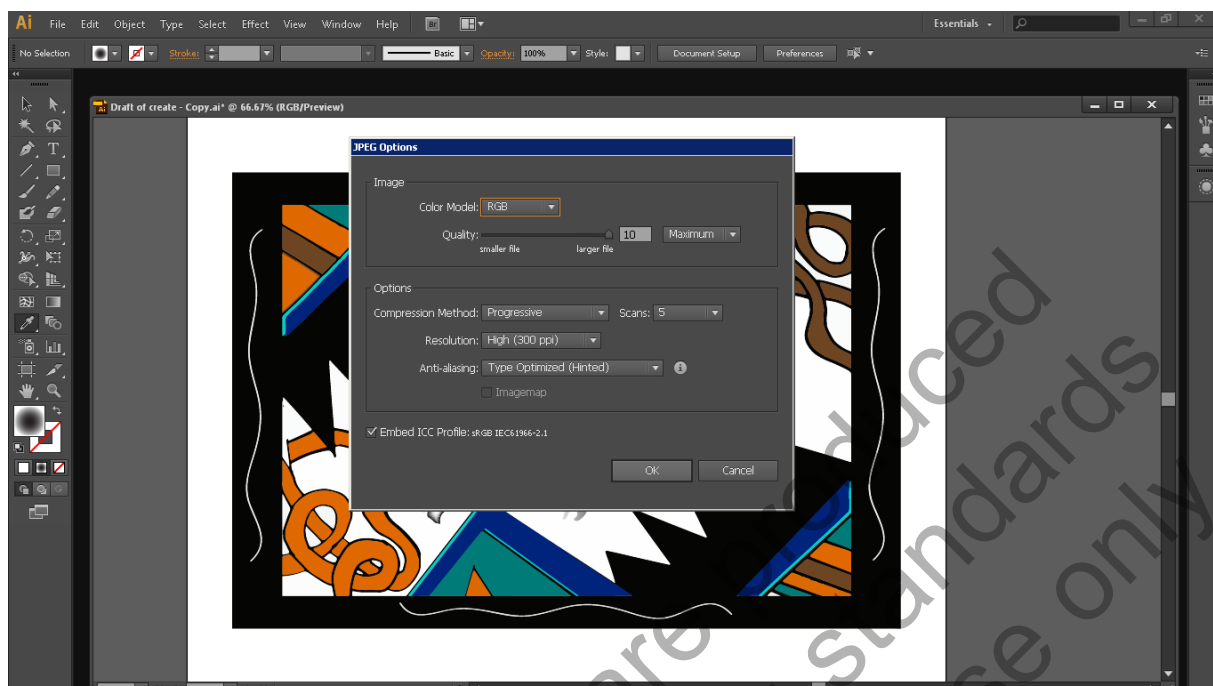 Ai File Edit Object Type Select Effect View Window Help Br Essentials
No Selection Stroke: Basic Opacity: 100% Style: Document Setup Preferences
Draft of create - Copy.ai* @ 66.67% (RGB/Preview)
JPEG Options
Image
Color Model: RGB
Quality: 10 Maximum
smaller file larger file
Options
Compression Method: Progressive Scans: 5
Resolution: High (300 ppi)
Anti-aliasing: Type Optimized (Hinted)
Imagemap
Embed ICC Profile: sRGB IEC61966-2.1
OK Cancel
are produced
standards
use only